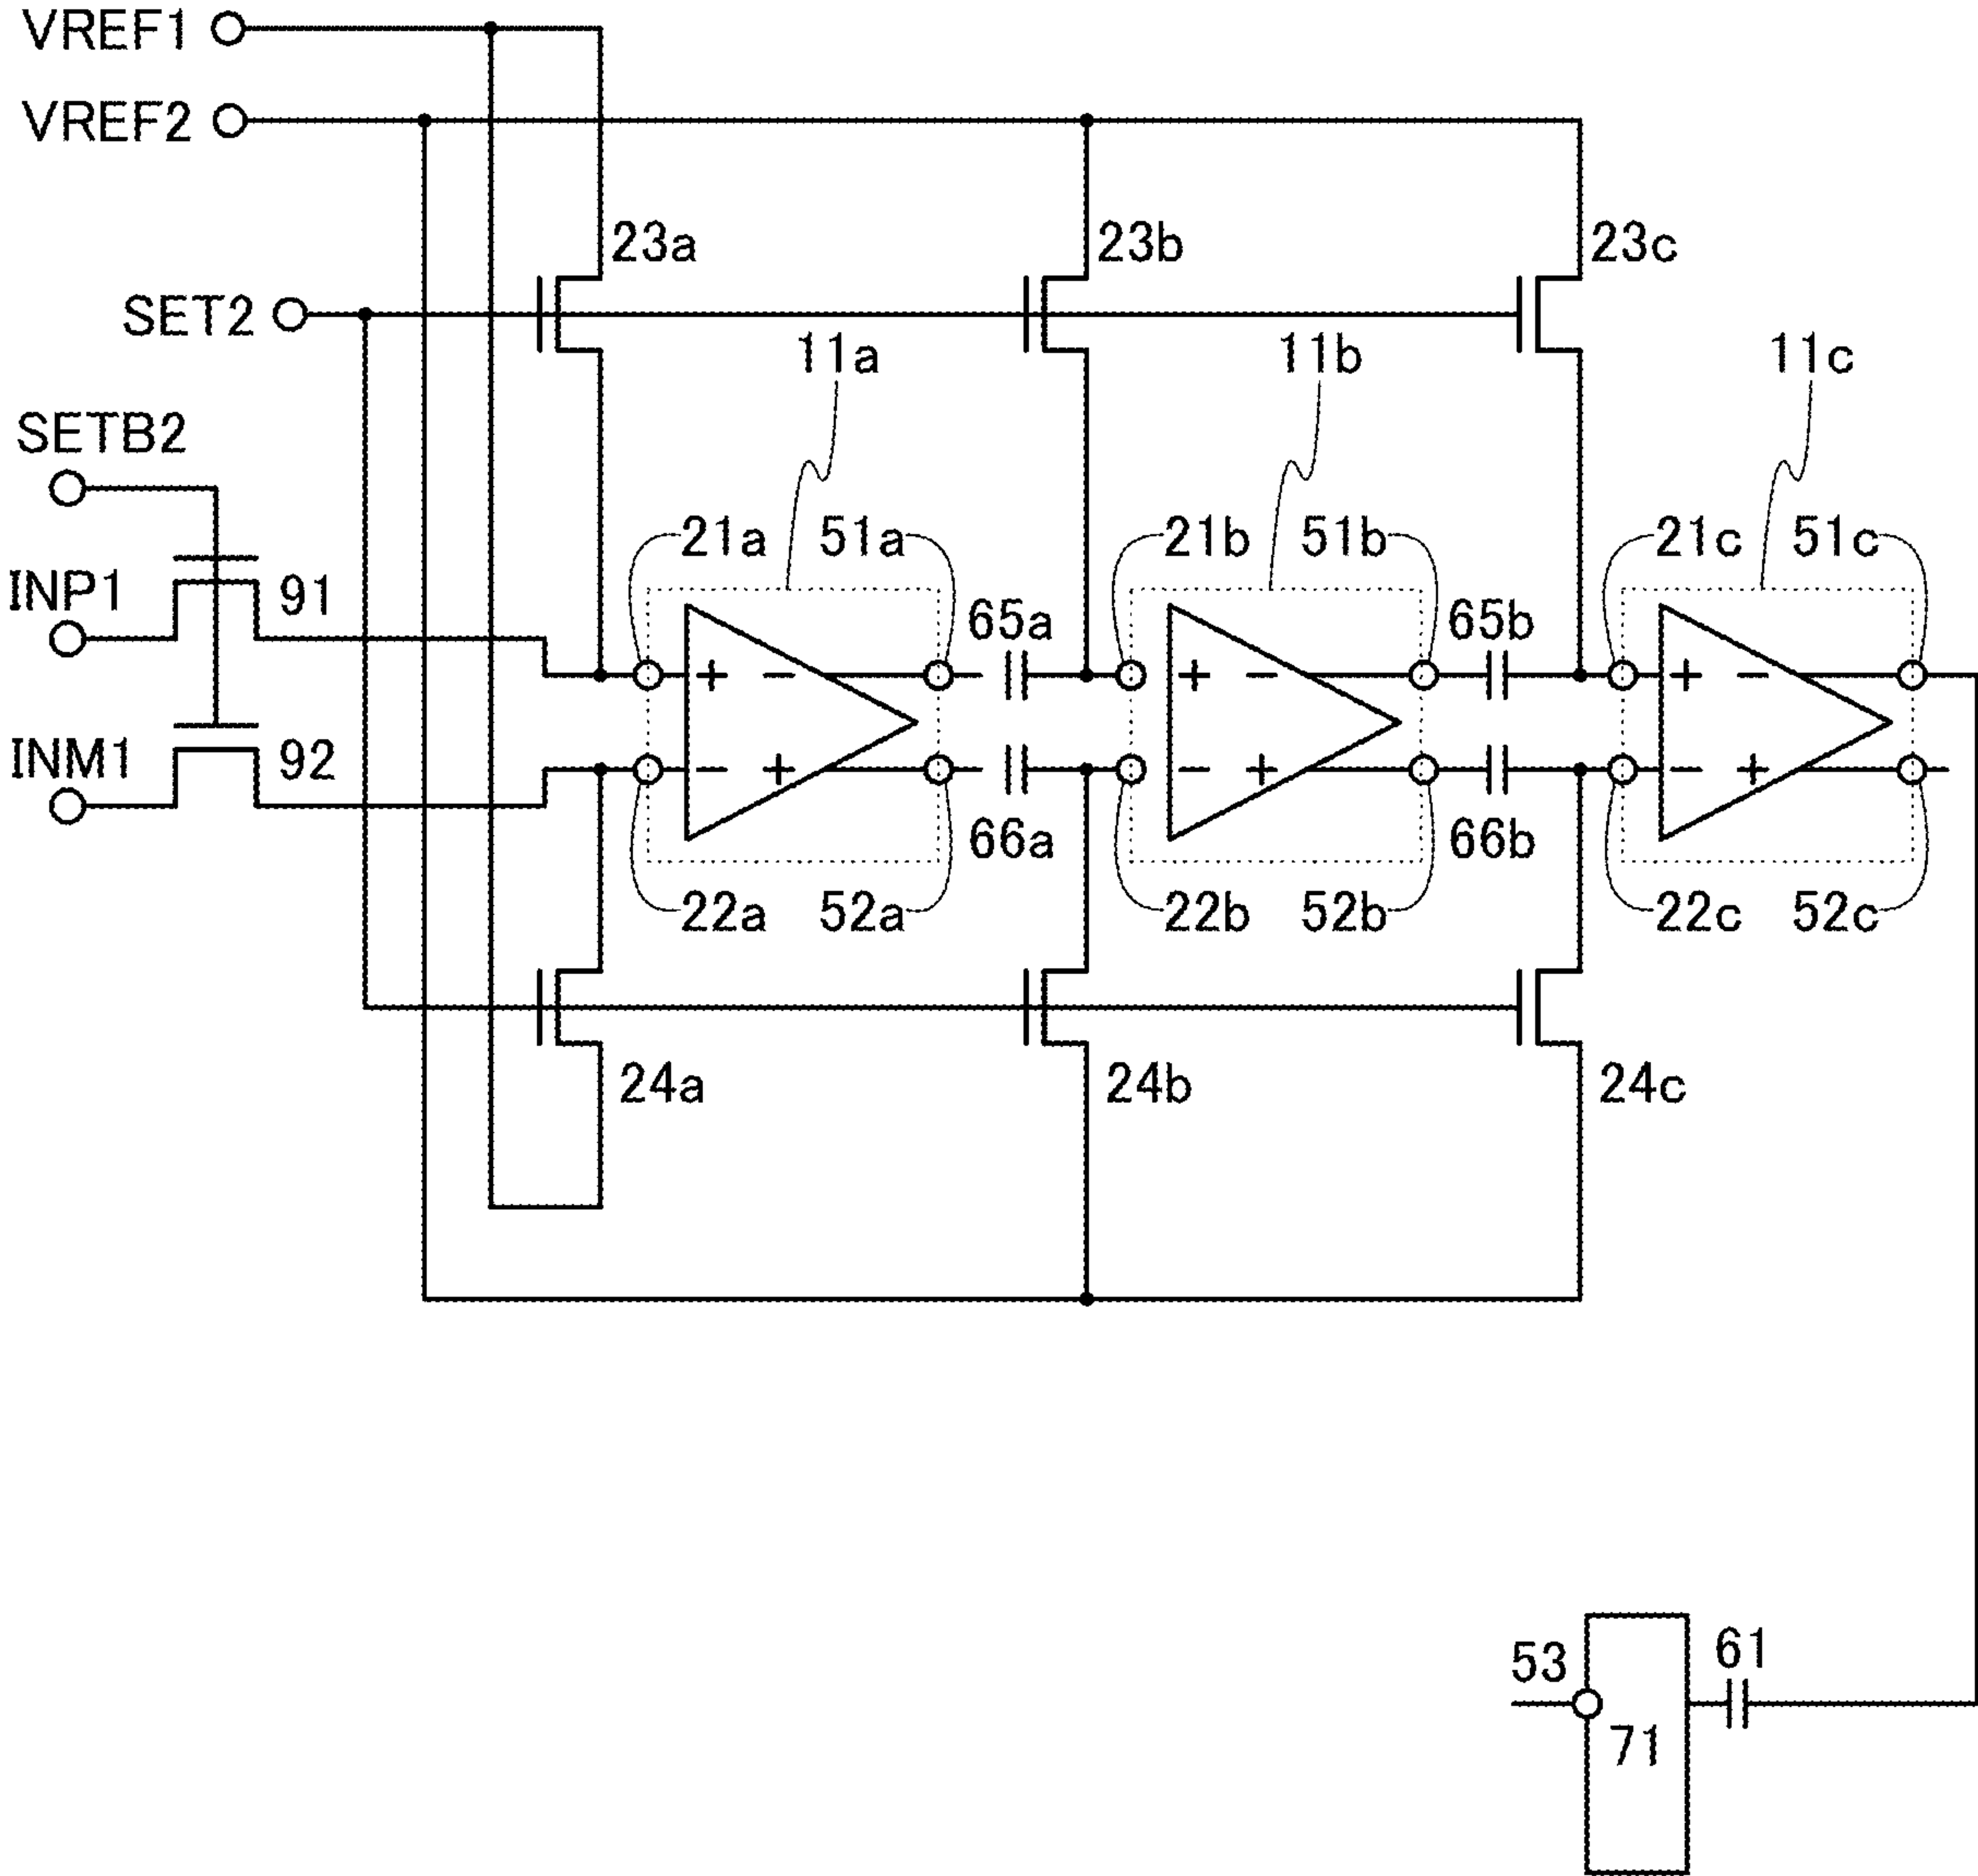 VREF1
VREF2
23a 23b 23c
SET2
11a 11b 11c
SETB2
21a 51a 21b 51b 21c 51c
INP1 91
65a 65b
+ − + − + −
INM1 92
− + − + − +
66a 66b
22a 52a 22b 52b 22c 52c
24a 24b 24c
53 61
71